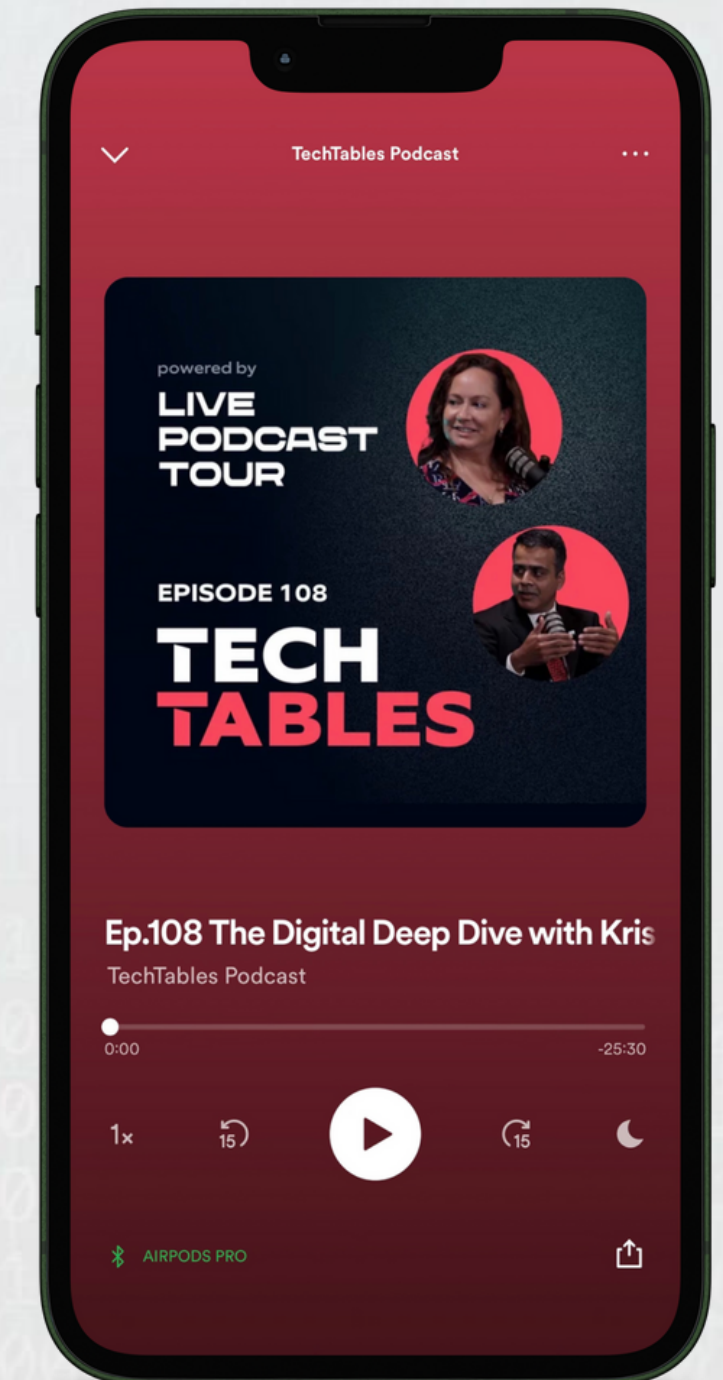 TechTables Podcast
powered by
LIVE
PODCAST
TOUR
EPISODE 108
TECH
TABLES
Ep.108 The Digital Deep Dive with Kris
TechTables Podcast
0:00 -25:30
1x 15 15
AIRPODS PRO